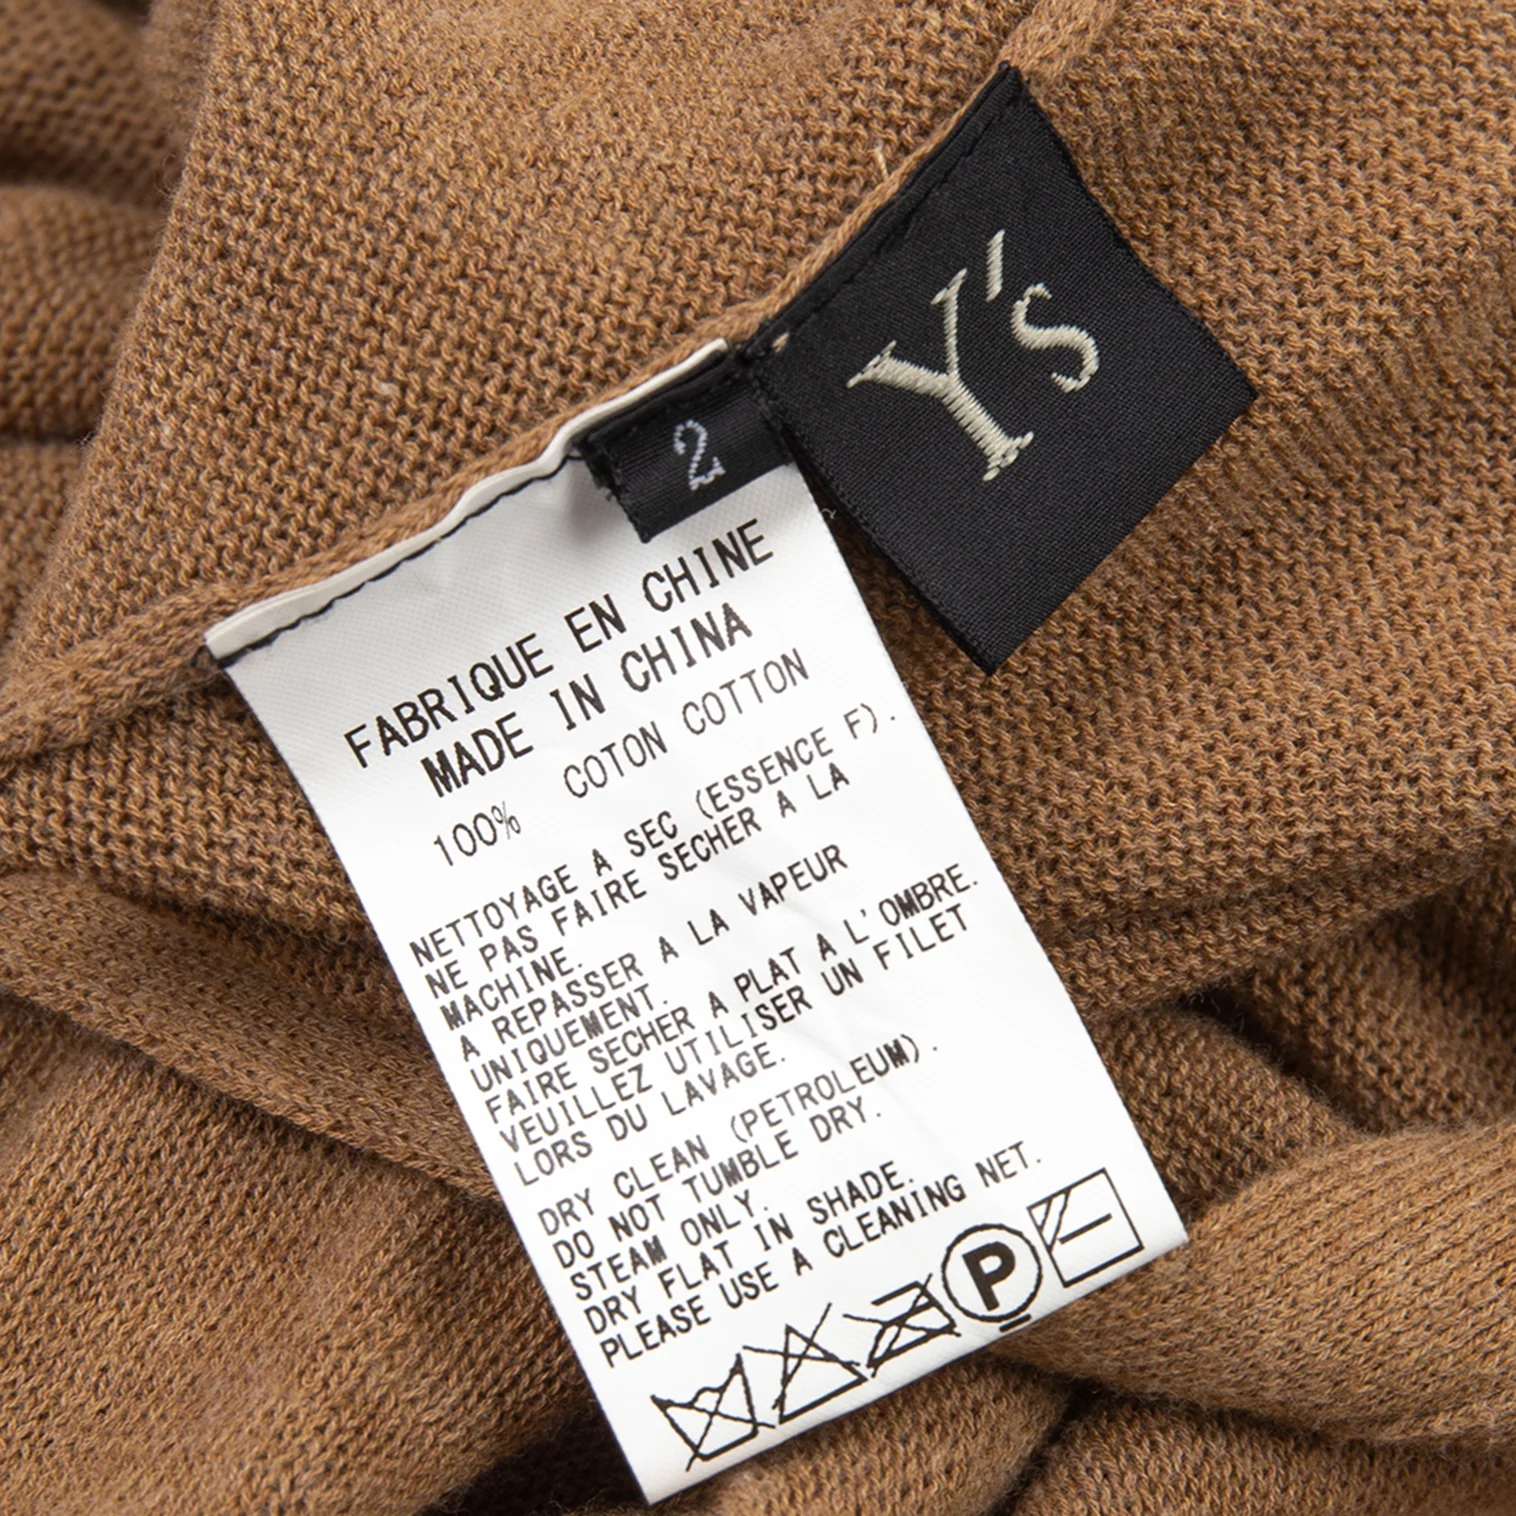 Y's
2
FABRIQUE EN CHINE
MADE IN CHINA
100% COTON COTTON
NETTOYAGE A SEC (ESSENCE F).
NE PAS FAIRE SECHER A LA
MACHINE.
A REPASSER A LA VAPEUR
UNIQUEMENT.
FAIRE SECHER A PLAT A L'OMBRE.
VEUILLEZ UTILISER UN FILET
LORS DU LAVAGE.
DRY CLEAN (PETROLEUM).
DO NOT TUMBLE DRY.
STEAM ONLY.
DRY FLAT IN SHADE.
PLEASE USE A CLEANING NET.
P